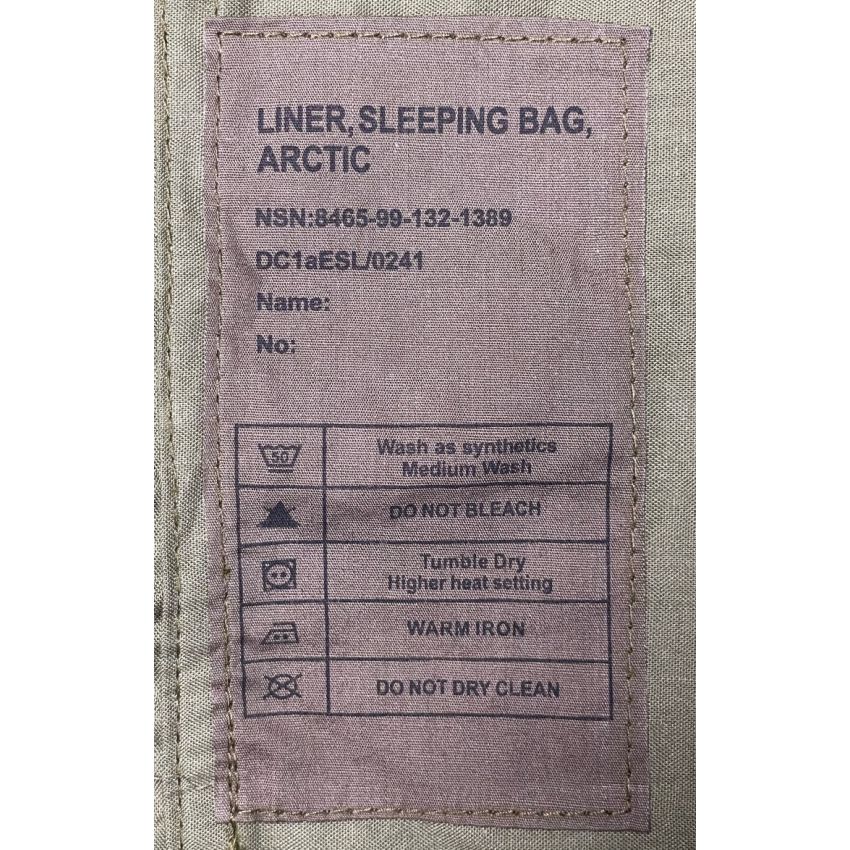 LINER, SLEEPING BAG,
ARCTIC
NSN:8465-99-132-1389
DC1aESL/0241
Name:
No:
50
Wash as synthetics
Medium Wash
DO NOT BLEACH
Tumble Dry
Higher heat setting
WARM IRON
DO NOT DRY CLEAN